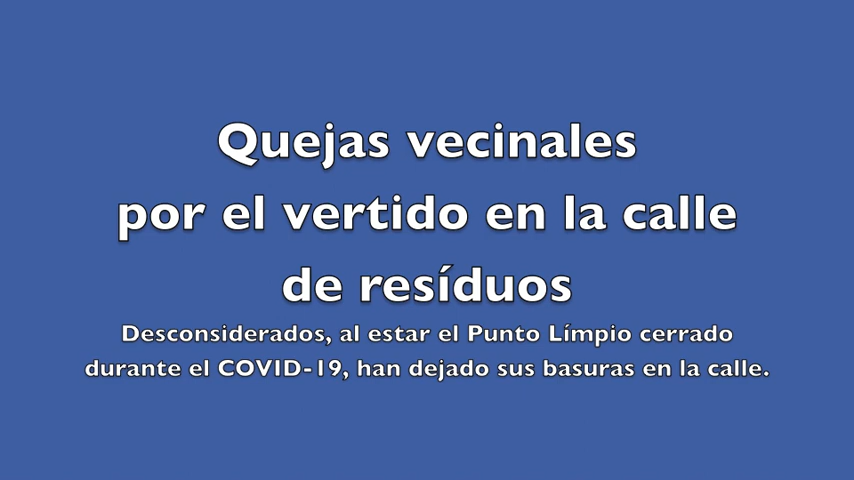 Quejas vecinales
por el vertido en la calle
de resíduos
Desconsiderados, al estar el Punto Límpio cerrado
durante el COVID-19, han dejado sus basuras en la calle.